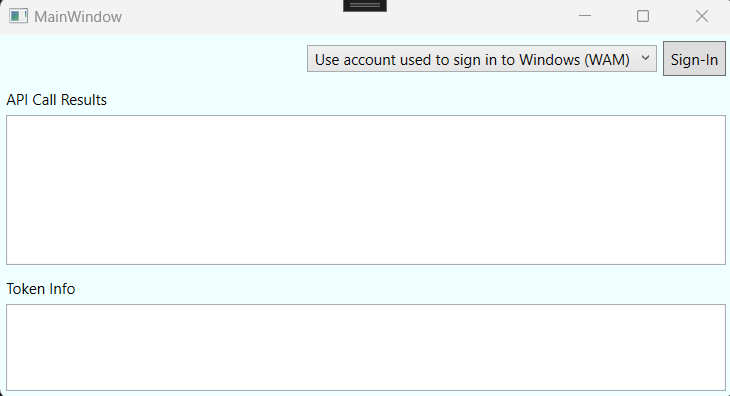 MainWindow
Use account used to sign in to Windows (WAM) Sign-In
API Call Results
Token Info